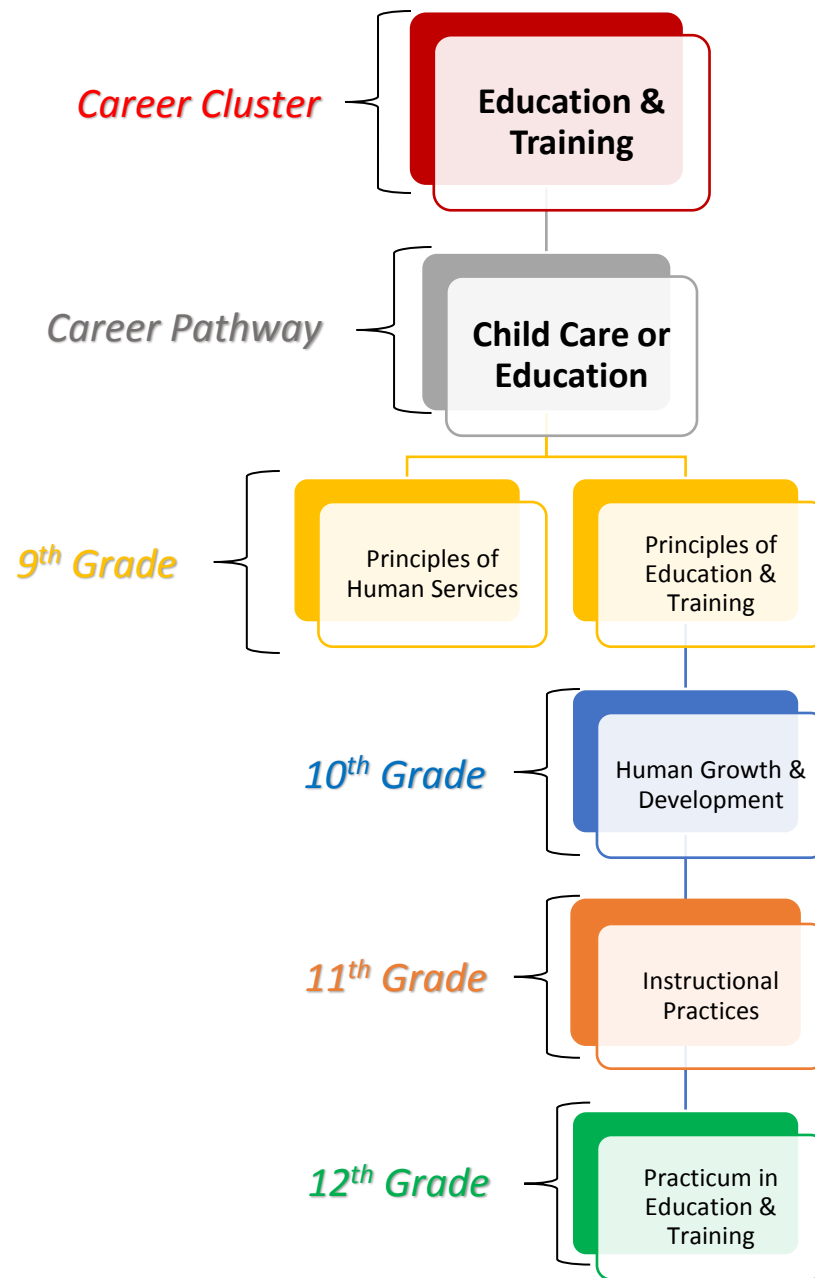 Career Cluster
Education &
Training
Career Pathway
Child Care or
Education
9th Grade
Principles of
Human Services
Principles of
Education &
Training
10th Grade
Human Growth &
Development
11th Grade
Instructional
Practices
12th Grade
Practicum in
Education &
Training